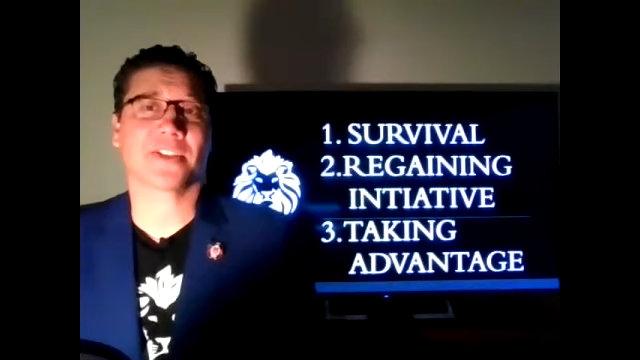 1. SURVIVAL
2.REGAINING
INTIATIVE
3.TAKING
ADVANTAGE